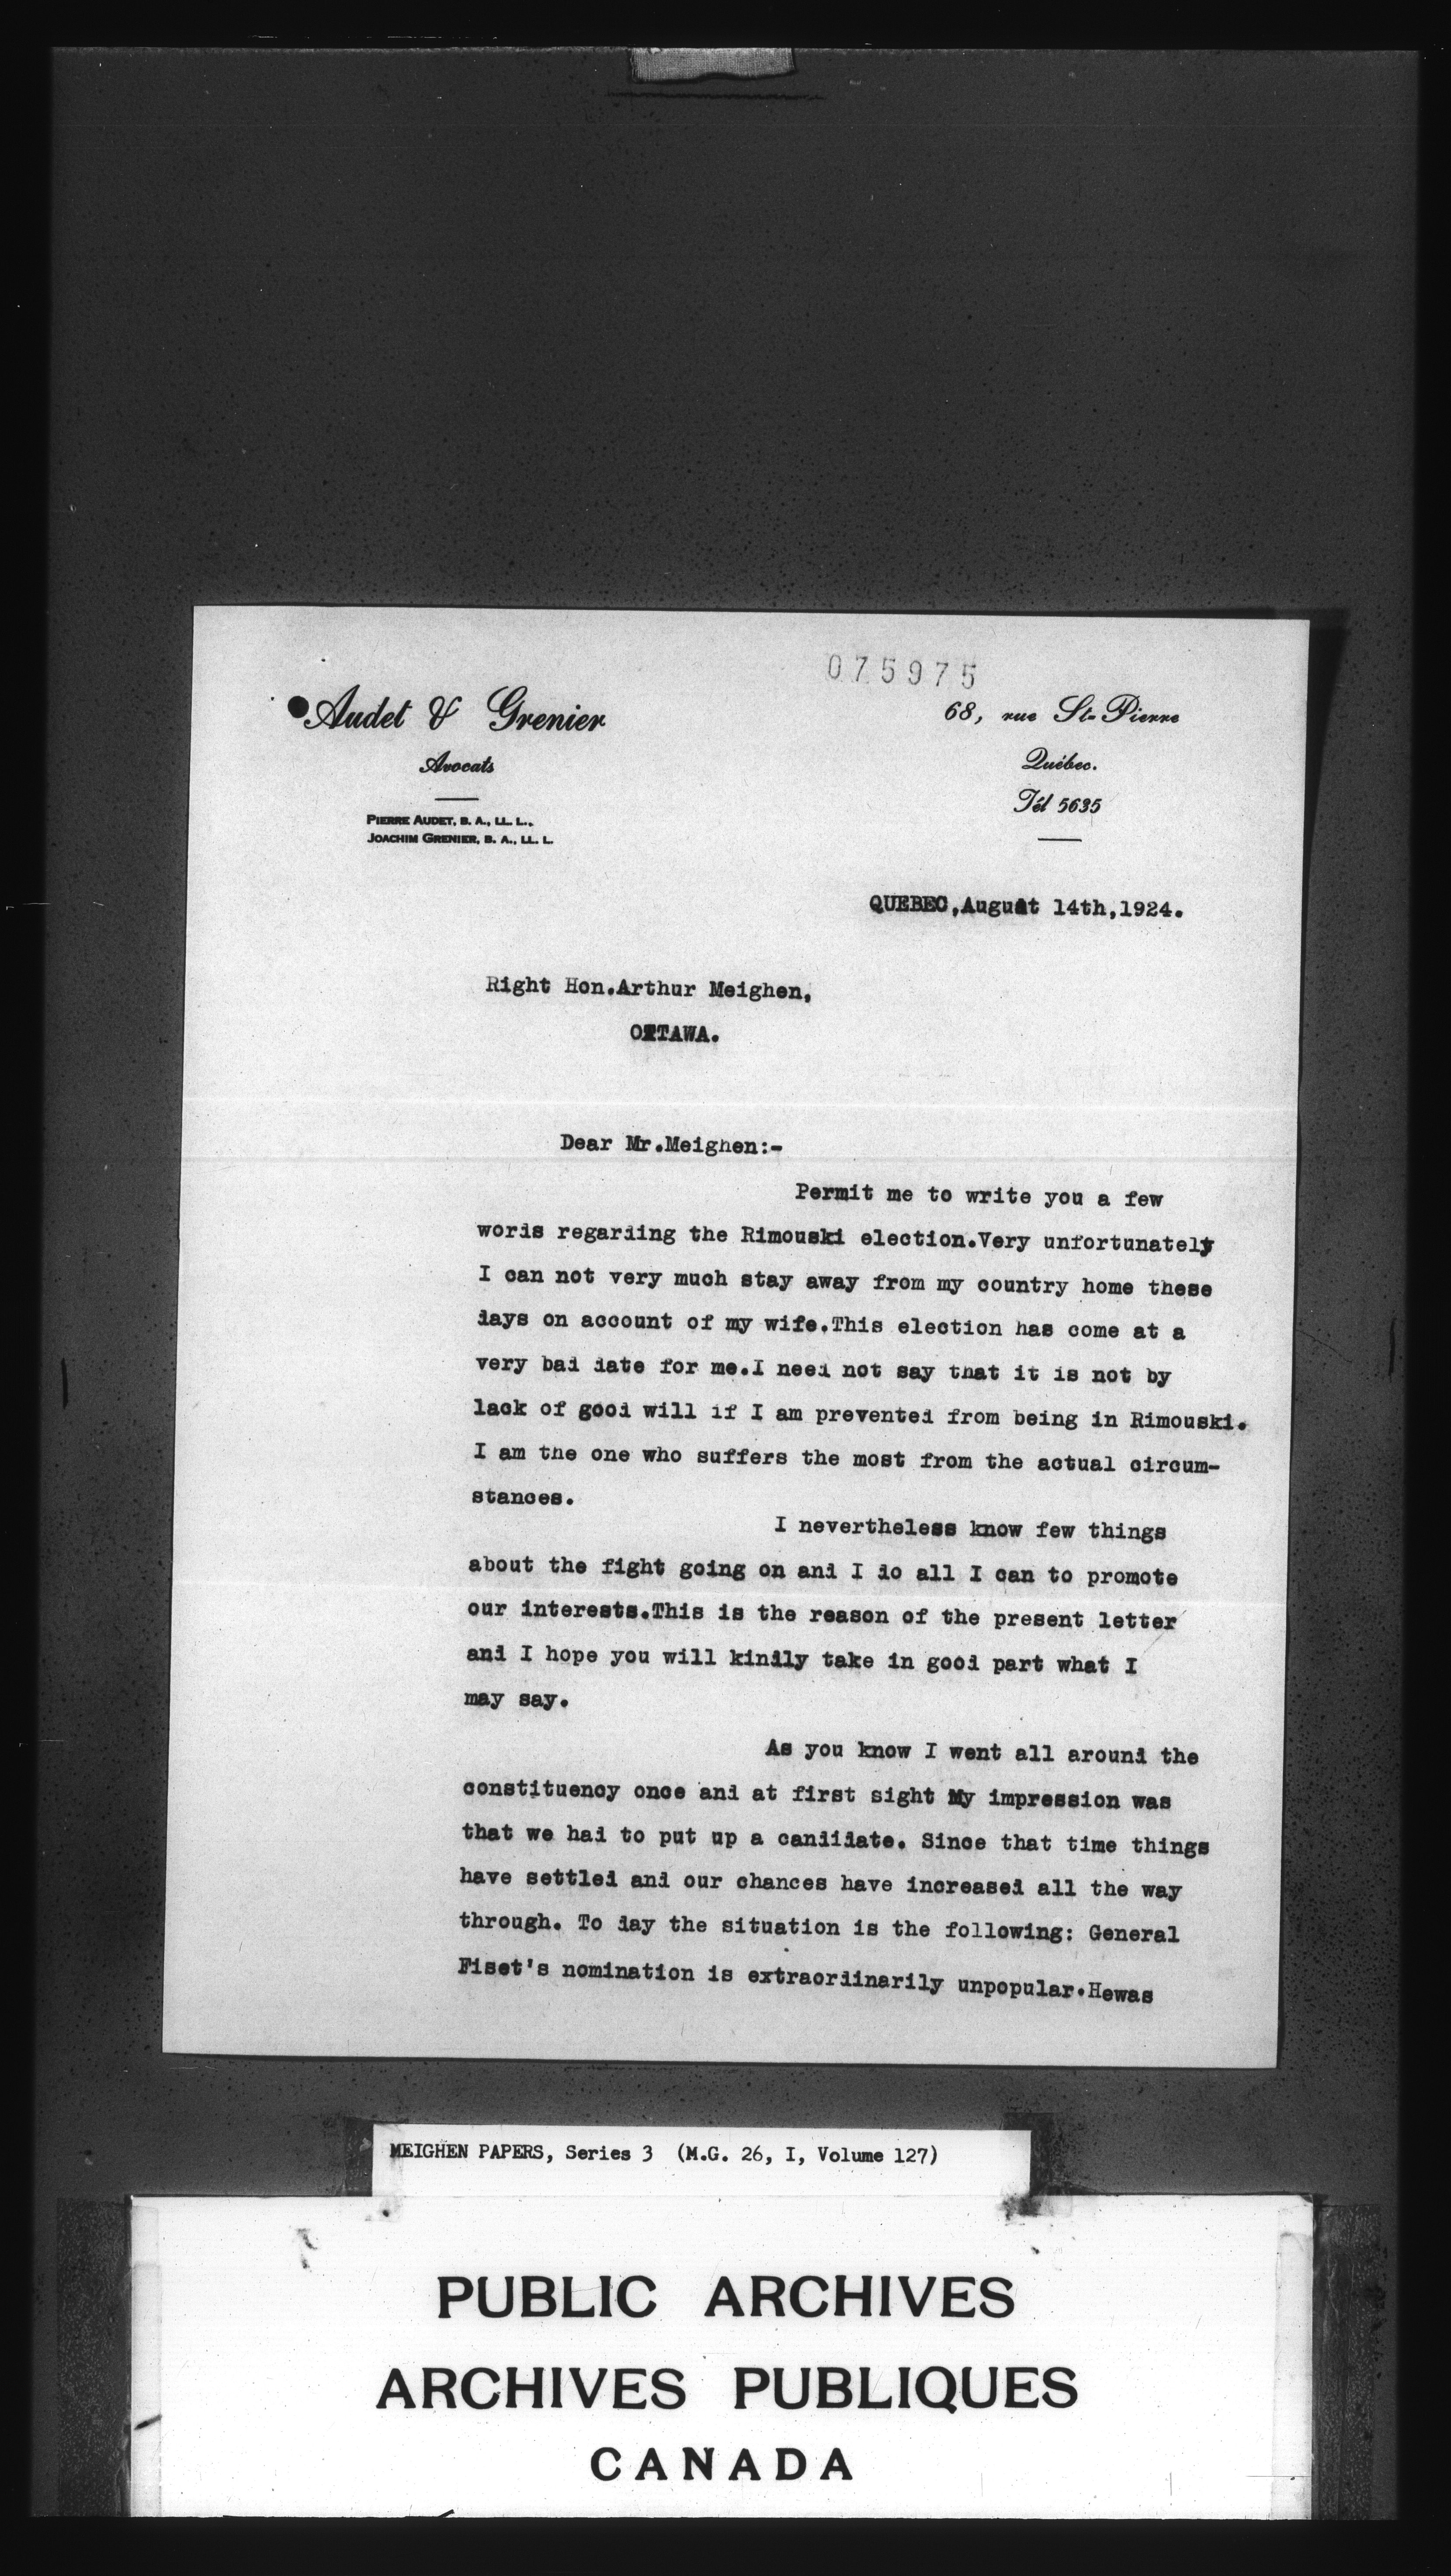 075975
Audet & Grenier
Avocats
PIERRE AUDET, B. A., LL. L.,
JOACHIM GRENIER, B. A., LL. L.
68, rue St-Pierre
Québec.
Tél 5635
QUEBEC,August 14th,1924.
Right Hon.Arthur Meighen,
OTTAWA.
Dear Mr.Meighen:-
Permit me to write you a few
words regarding the Rimouski election.Very unfortunately
I can not very much stay away from my country home these
days on account of my wife.This election has come at a
very bad date for me.I need not say that it is not by
lack of good will if I am prevented from being in Rimouski.
I am the one who suffers the most from the actual circum-
stances.
I nevertheless know few things
about the fight going on and I do all I can to promote
our interests.This is the reason of the present letter
and I hope you will kindly take in good part what I
may say.
As you know I went all around the
constituency once and at first sight My impression was
that we had to put up a candidate. Since that time things
have settled and our chances have increased all the way
through. To day the situation is the following: General
Fiset's nomination is extraordinarily unpopular.Hewas
MEIGHEN PAPERS, Series 3 (M.G. 26, I, Volume 127)
PUBLIC ARCHIVES
ARCHIVES PUBLIQUES
CANADA